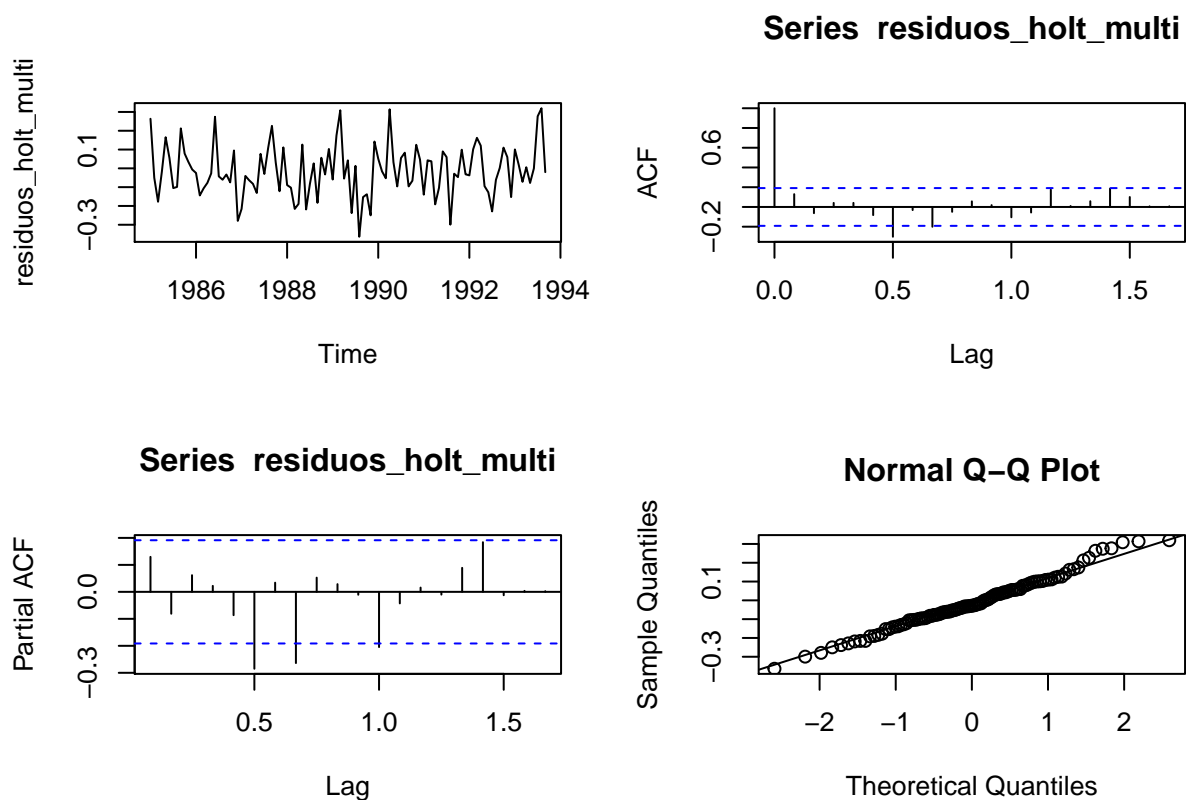 residuos_holt_multi
0.1
−0.3
1986 1988 1990 1992 1994
Time
Series residuos_holt_multi
ACF
0.6
−0.2
0.0 0.5 1.0 1.5
Lag
Series residuos_holt_multi
Partial ACF
0.0
−0.3
0.5 1.0 1.5
Lag
Normal Q−Q Plot
Sample Quantiles
0.1
−0.3
−2 −1 0 1 2
Theoretical Quantiles